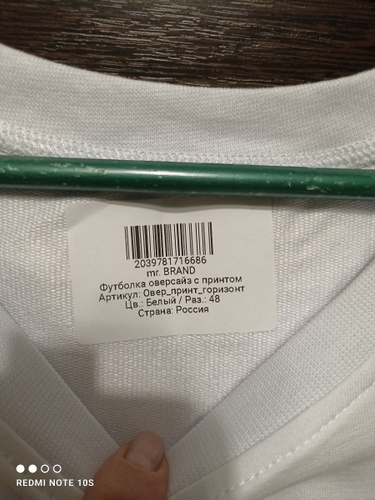 2039781716686
mr. BRAND
Футболка оверсайз с принтом
Артикул: Овер_принт_горизонт
Цв.: Белый / Раз.: 48
Страна: Россия
REDMI NOTE 10S